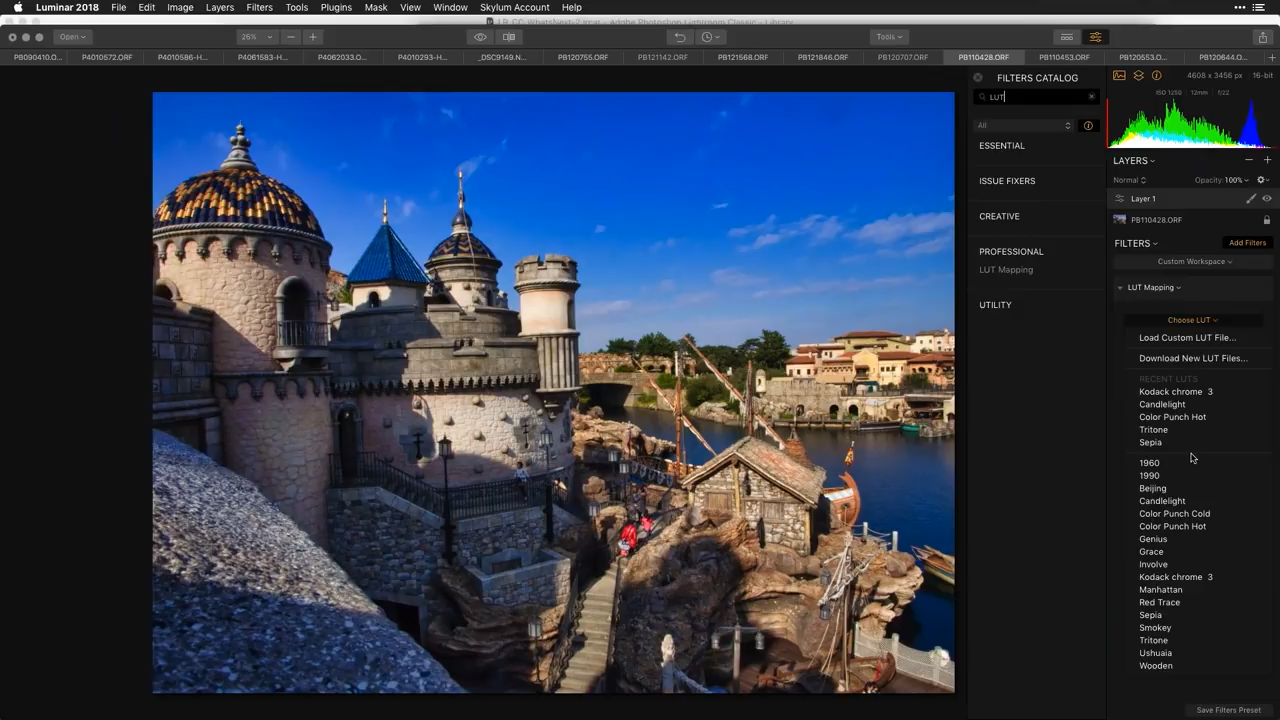 Luminar 2018 File Edit Image Layers Filters Tools Plugins Mask View Window Skylum Account Help
Open 26% Tools
PB090410.O... P4010572.ORF P4010586-H... P4061583-H... P4062033.O... P4010293-H... _DSC9149.N... PB120755.ORF PB121142.ORF PB121568.ORF PB121846.ORF PB120707.ORF PB110428.ORF PB110453.ORF PB120553.O... PB120644.O...
FILTERS CATALOG
LUT
All
ESSENTIAL
ISSUE FIXERS
CREATIVE
PROFESSIONAL
LUT Mapping
UTILITY
4608 x 3456 px 16-bit
ISO 1250 12mm f/22
LAYERS
Normal Opacity: 100%
Layer 1
PB110428.ORF
FILTERS Add Filters
Custom Workspace
LUT Mapping
Choose LUT
Load Custom LUT File...
Download New LUT Files...
RECENT LUTS
Kodack chrome 3
Candlelight
Color Punch Hot
Tritone
Sepia
1960
1990
Beijing
Candlelight
Color Punch Cold
Color Punch Hot
Genius
Grace
Involve
Kodack chrome 3
Manhattan
Red Trace
Sepia
Smokey
Tritone
Ushuaia
Wooden
Save Filters Preset